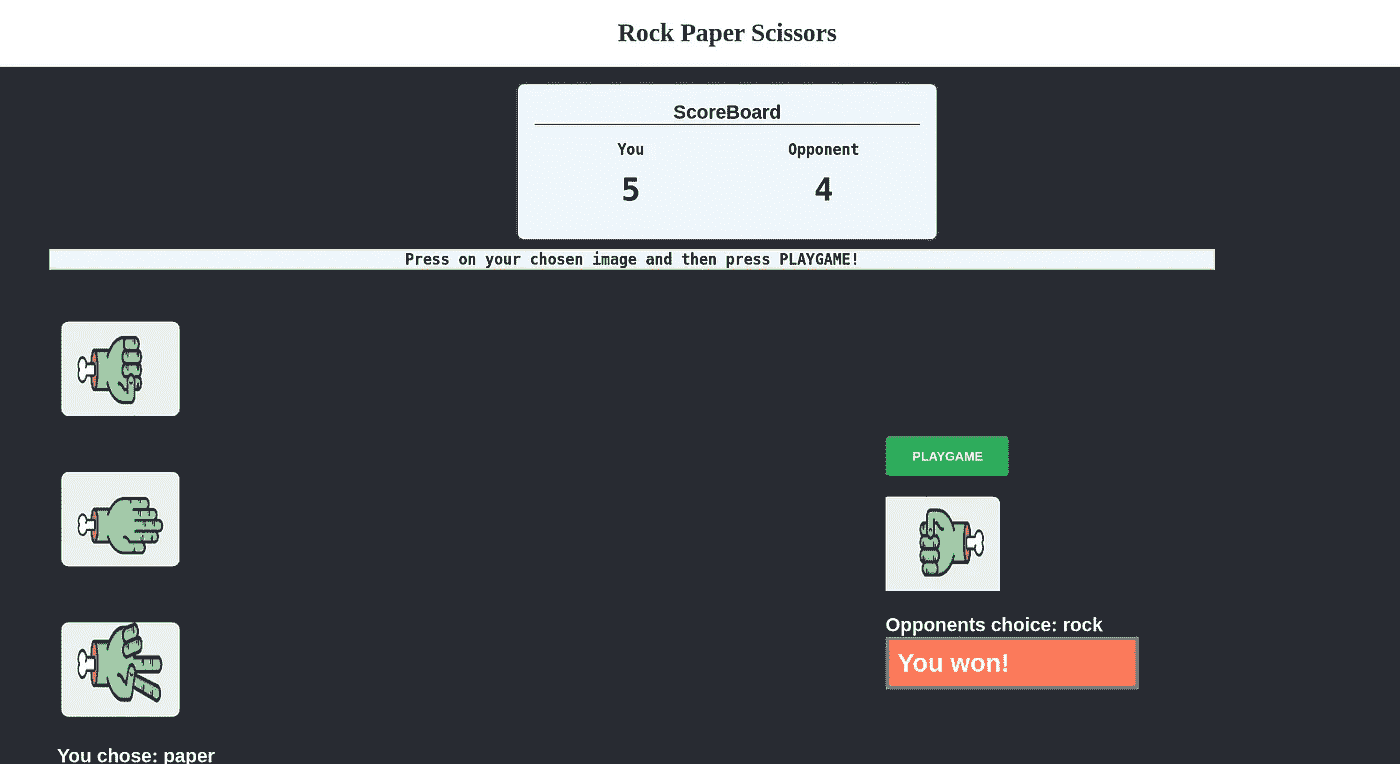 Rock Paper Scissors
ScoreBoard
You Opponent
5 4
Press on your chosen image and then press PLAYGAME!
PLAYGAME
Opponents choice: rock
You won!
You chose: paper